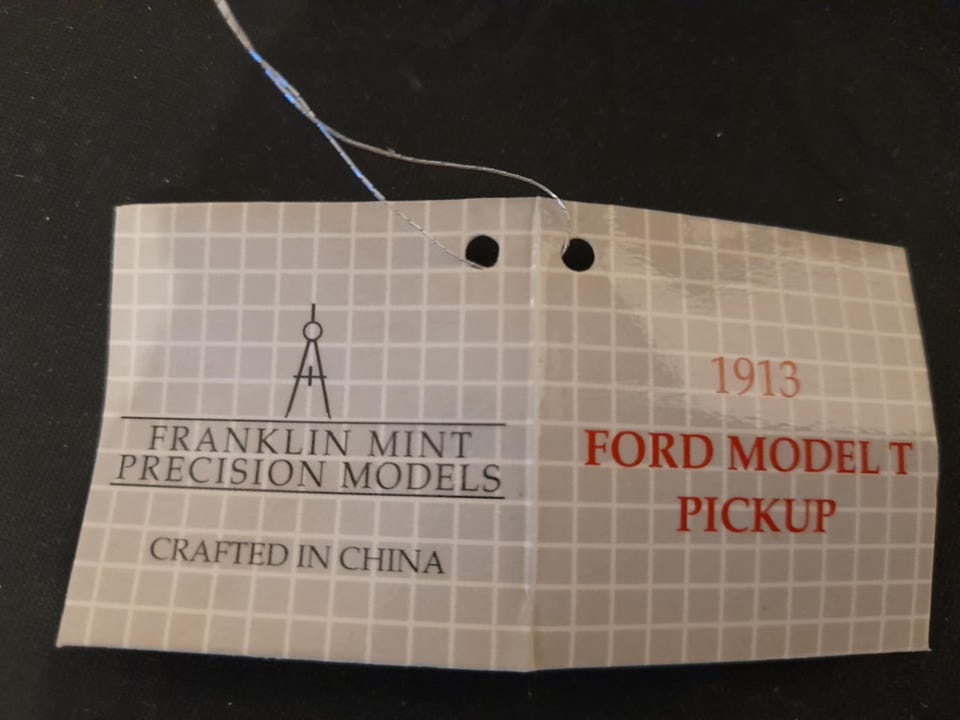 FRANKLIN MINT
PRECISION MODELS
CRAFTED IN CHINA
1913
FORD MODEL T
PICKUP